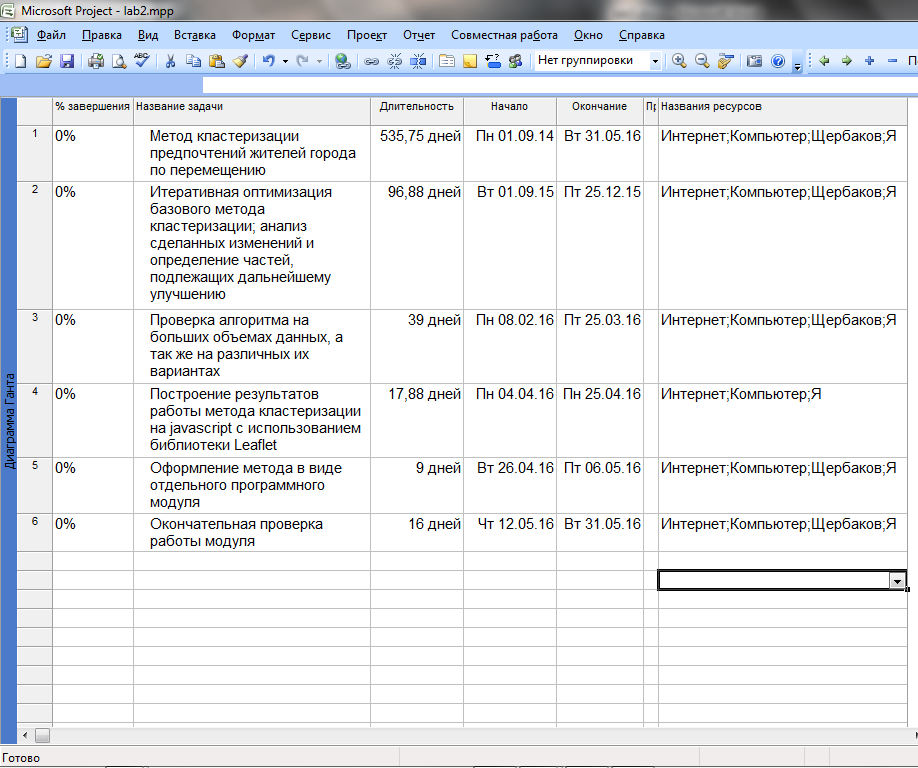 Microsoft Project - lab2.mpp
Файл Правка Вид Вставка Формат Сервис Проект Отчет Совместная работа Окно Справка
Нет группировки
% завершения Название задачи Длительность Начало Окончание Названия ресурсов
1 0% Метод кластеризации 535,75 дней Пн 01.09.14 Вт 31.05.16 Интернет;Компьютер;Щербаков;Я
предпочтений жителей города
по перемещению
2 0% Итеративная оптимизация 96,88 дней Вт 01.09.15 Пт 25.12.15 Интернет;Компьютер;Щербаков;Я
базового метода
кластеризации; анализ
сделанных изменений и
определение частей,
подлежащих дальнейшему
улучшению
3 0% Проверка алгоритма на 39 дней Пн 08.02.16 Пт 25.03.16 Интернет;Компьютер;Щербаков;Я
больших объемах данных, а
так же на различных их
вариантах
4 0% Построение результатов 17,88 дней Пн 04.04.16 Пн 25.04.16 Интернет;Компьютер;Я
работы метода кластеризации
на javascript с использованием
библиотеки Leaflet
5 0% Оформление метода в виде 9 дней Вт 26.04.16 Пт 06.05.16 Интернет;Компьютер;Щербаков;Я
отдельного программного
модуля
6 0% Окончательная проверка 16 дней Чт 12.05.16 Вт 31.05.16 Интернет;Компьютер;Щербаков;Я
работы модуля
Диаграмма Ганта
Готово